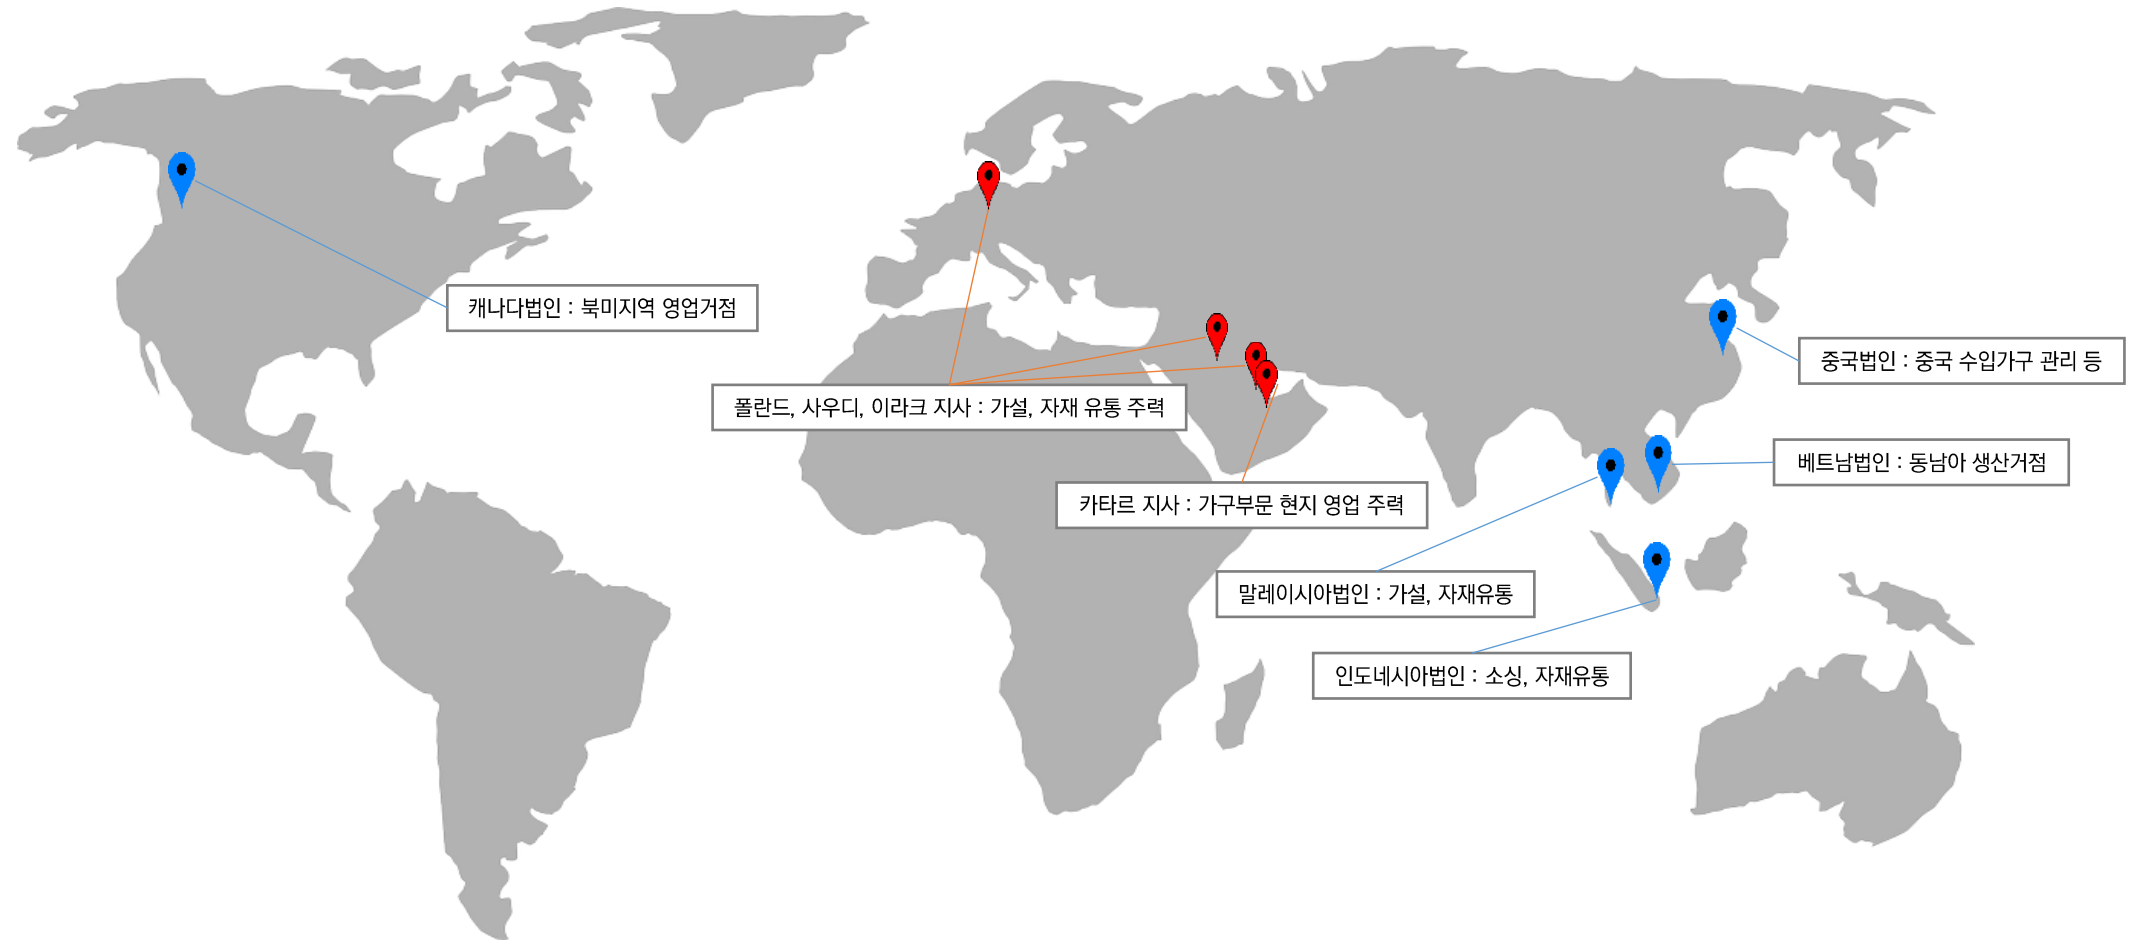 캐나다법인 : 북미지역 영업거점
중국법인 : 중국 수입가구 관리 등
폴란드, 사우디, 이라크 지사 : 가설, 자재 유통 주력
베트남법인 : 동남아 생산거점
카타르 지사 : 가구부문 현지 영업 주력
말레이시아법인 : 가설, 자재유통
인도네시아법인 : 소싱, 자재유통